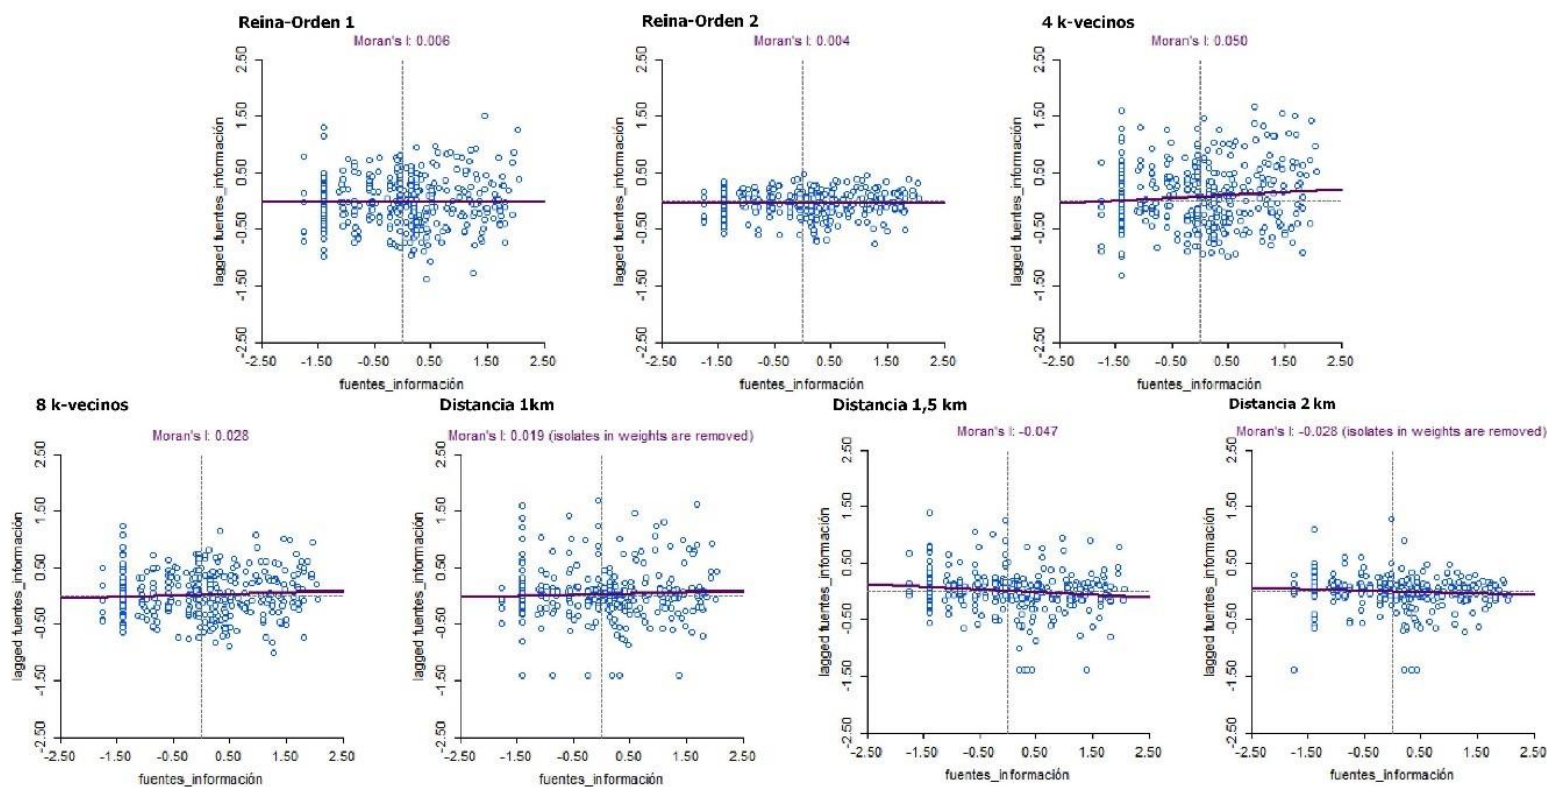 Reina-Orden 1
Moran's I: 0.006
lagged fuentes_información
2.50
1.50
0.50
-0.50
-1.50
-2.50
-2.50 -1.50 -0.50 0.50 1.50 2.50
fuentes_información
Reina-Orden 2
Moran's I: 0.004
lagged fuentes_información
2.50
1.50
0.50
-0.50
-1.50
-2.50
-2.50 -1.50 -0.50 0.50 1.50 2.50
fuentes_información
4 k-vecinos
Moran's I: 0.050
lagged fuentes_información
2.50
1.50
0.50
-0.50
-1.50
-2.50
-2.50 -1.50 -0.50 0.50 1.50 2.50
fuentes_información
8 k-vecinos
Moran's I: 0.028
lagged fuentes_información
2.50
1.50
0.50
-0.50
-1.50
-2.50
-2.50 -1.50 -0.50 0.50 1.50 2.50
fuentes_información
Distancia 1km
Moran's I: 0.019 (isolates in weights are removed)
lagged fuentes_información
2.50
1.50
0.50
-0.50
-1.50
-2.50
-2.50 -1.50 -0.50 0.50 1.50 2.50
fuentes_información
Distancia 1,5 km
Moran's I: -0.047
lagged fuentes_información
2.50
1.50
0.50
-0.50
-1.50
-2.50
-2.50 -1.50 -0.50 0.50 1.50 2.50
fuentes_información
Distancia 2 km
Moran's I: -0.028 (isolates in weights are removed)
lagged fuentes_información
2.50
1.50
0.50
-0.50
-1.50
-2.50
-2.50 -1.50 -0.50 0.50 1.50 2.50
fuentes_información